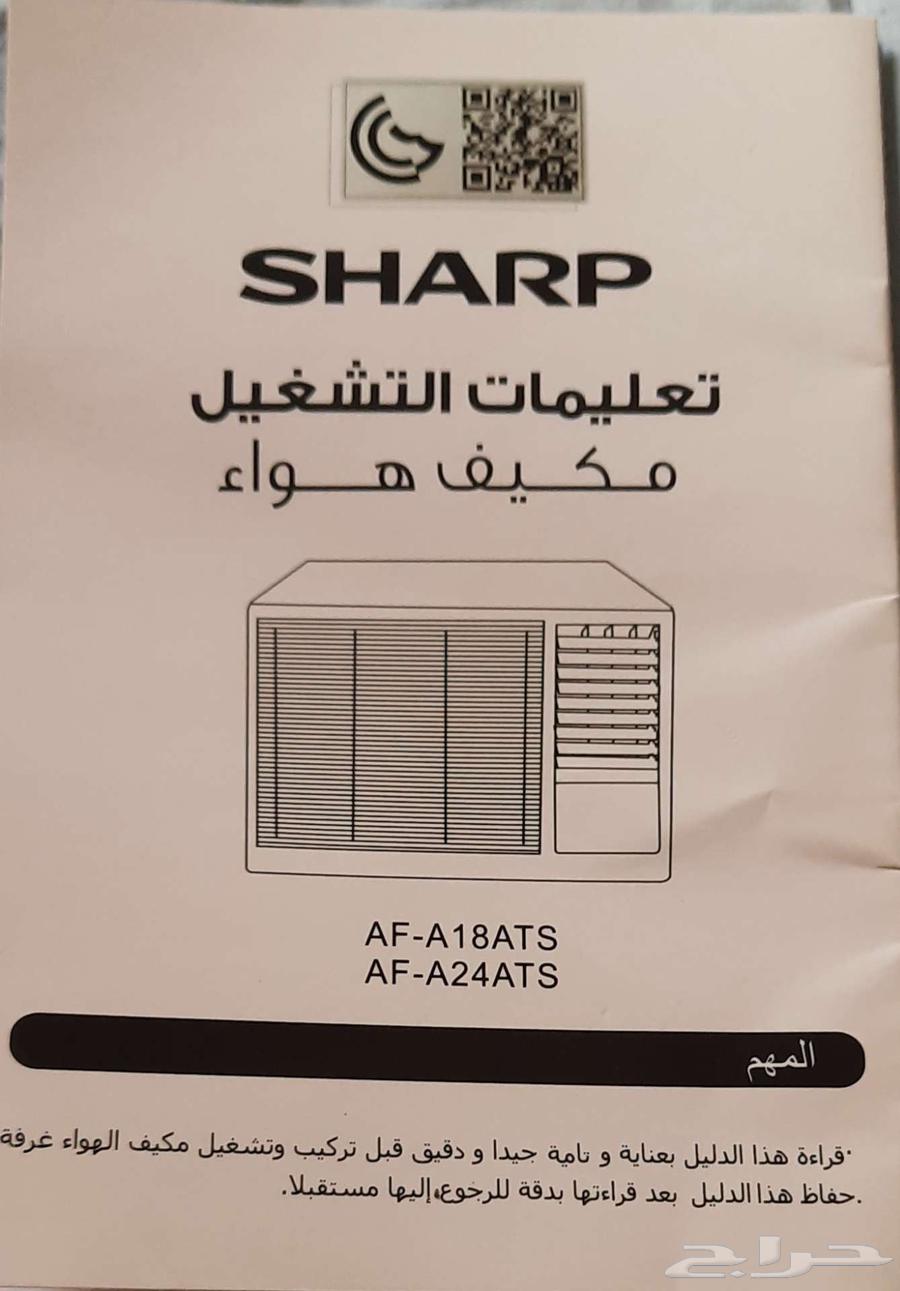 SHARP
تعليمات التشغيل
مكيف هواء
AF-A18ATS
AF-A24ATS
المهم
·قراءة هذا الدليل بعناية و تامية جيدا و دقيق قبل تركيب وتشغيل مكيف الهواء غرفة
.حفاظ هذا الدليل بعد قراءتها بدقة للرجوع،إليها مستقبلا.
حراج